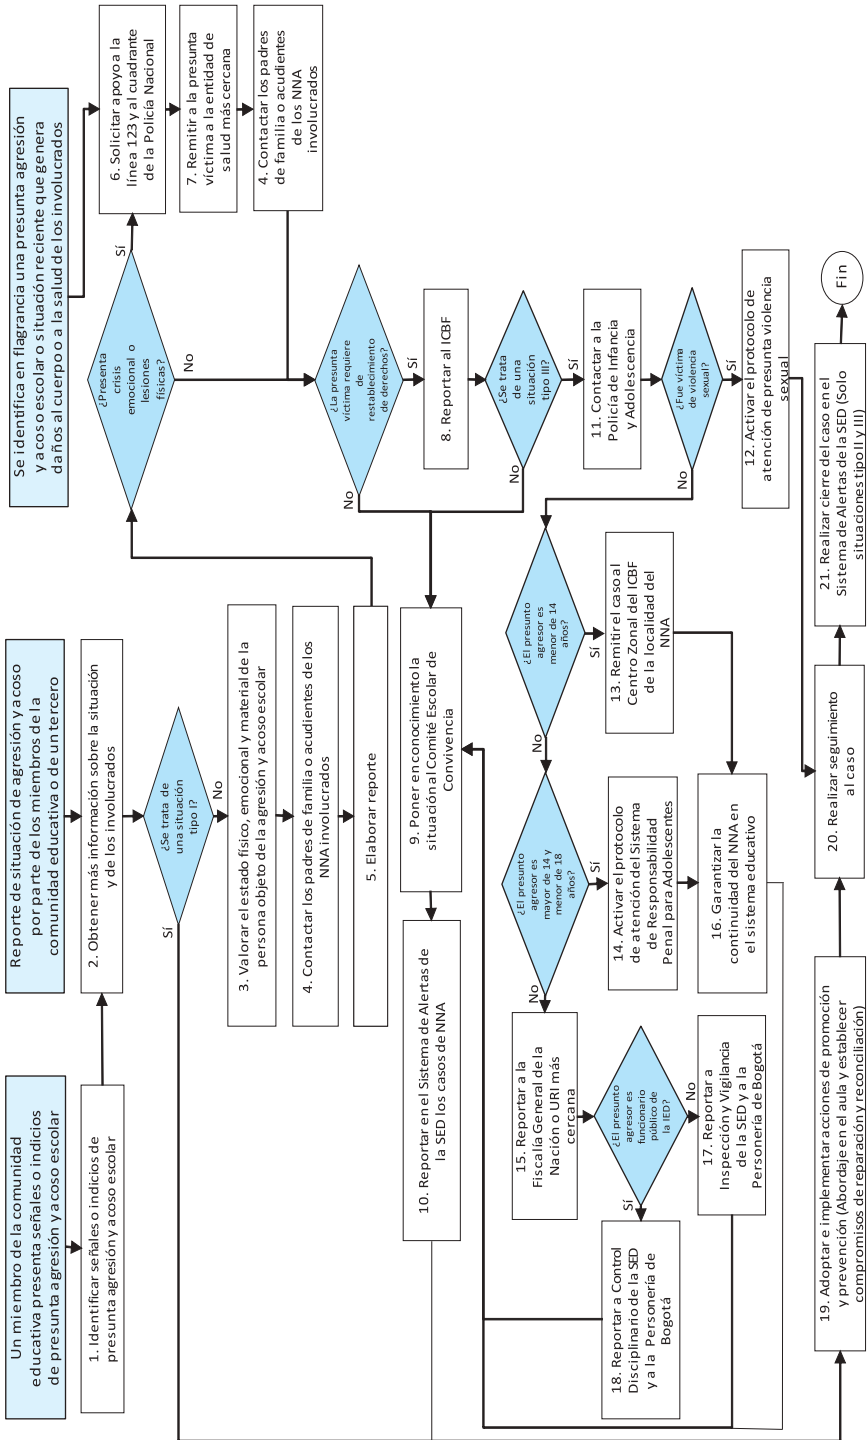 Un miembro de la comunidad
educativa presenta señales o indicios
de presunta agresión y acoso escolar
Reporte de situación de agresión y acoso
por parte de los miembros de la
comunidad educativa o de un tercero
Se identifica en flagrancia una presunta agresión
y acoso escolar o situación reciente que genera
daños al cuerpo o a la salud de los involucrados
1. Identificar señales o indicios de
presunta agresión y acoso escolar
2. Obtener más información sobre la situación
y de los involucrados
¿Se trata de
una situación
tipo I?
Sí
No
3. Valorar el estado físico, emocional y material de la
persona objeto de la agresión y acoso escolar
4. Contactar los padres de familia o acudientes de los
NNA involucrados
5. Elaborar reporte
¿Presenta
crisis
emocional o
lesiones
físicas?
Sí
No
6. Solicitar apoyo a la
línea 123 y al cuadrante
de la Policía Nacional
7. Remitir a la presunta
víctima a la entidad de
salud más cercana
4. Contactar los padres
de familia o acudientes
de los NNA
involucrados
¿La presunta
víctima requiere
de
restablecimiento
de derechos?
No
Sí
8. Reportar al ICBF
¿Se trata
de una
situación
tipo III?
No
Sí
9. Poner en conocimiento la
situación al Comité Escolar de
Convivencia
10. Reportar en el Sistema de Alertas de
la SED los casos de NNA
11. Contactar a la
Policía de Infancia
y Adolescencia
¿Fue víctima
de violencia
sexual?
No
Sí
12. Activar el protocolo de
atención de presunta violencia
sexual
¿El presunto
agresor es
menor de 14
años?
No
Sí
13. Remitir el caso al
Centro Zonal del ICBF
de la localidad del
NNA
¿El presunto
agresor es
mayor de 14 y
menor de 18
años?
No
Sí
14. Activar el protocolo
de atención del Sistema
de Responsabilidad
Penal para Adolescentes
15. Reportar a la
Fiscalía General de la
Nación o URI más
cercana
¿El presunto
agresor es
funcionario
público de
la IED?
Sí
No
16. Garantizar la
continuidad del NNA en
el sistema educativo
17. Reportar a
Inspección y Vigilancia
de la SED y a la
Personería de Bogotá
18. Reportar a Control
Disciplinario de la SED
y a la Personería de
Bogotá
19. Adoptar e implementar acciones de promoción
y prevención (Abordaje en el aula y establecer
compromisos de reparación y reconciliación)
20. Realizar seguimiento
al caso
21. Realizar cierre del caso en el
Sistema de Alertas de la SED (Solo
situaciones tipo II y III)
Fin